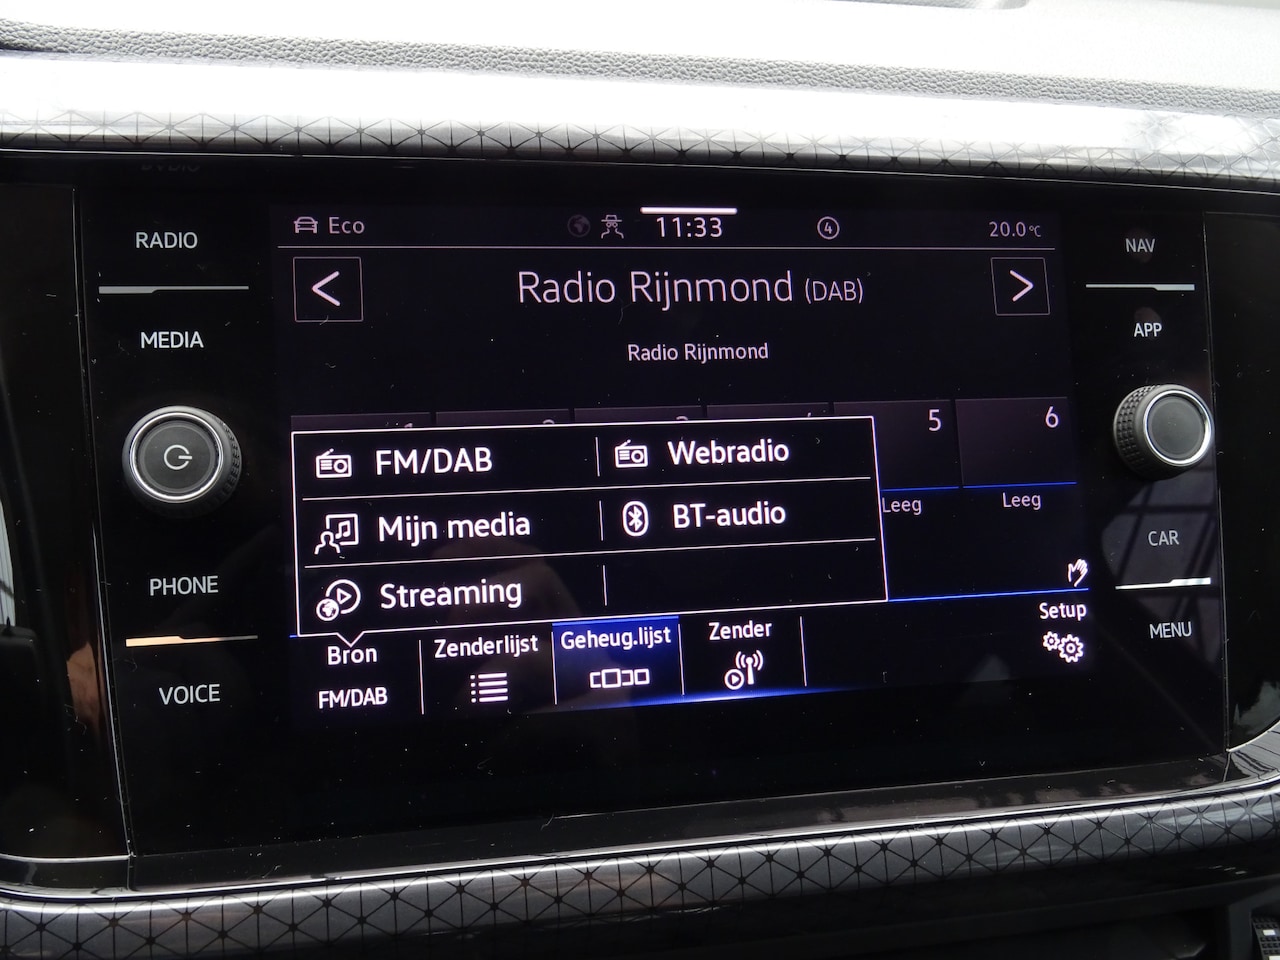 RADIO
MEDIA
PHONE
VOICE
Eco
11:33
4
20.0°C
<
Radio Rijnmond (DAB)
>
Radio Rijnmond
5
6
Leeg
Leeg
FM/DAB
Webradio
Mijn media
BT-audio
Streaming
Bron
FM/DAB
Zenderlijst
Geheug.lijst
Zender
Setup
NAV
APP
CAR
MENU